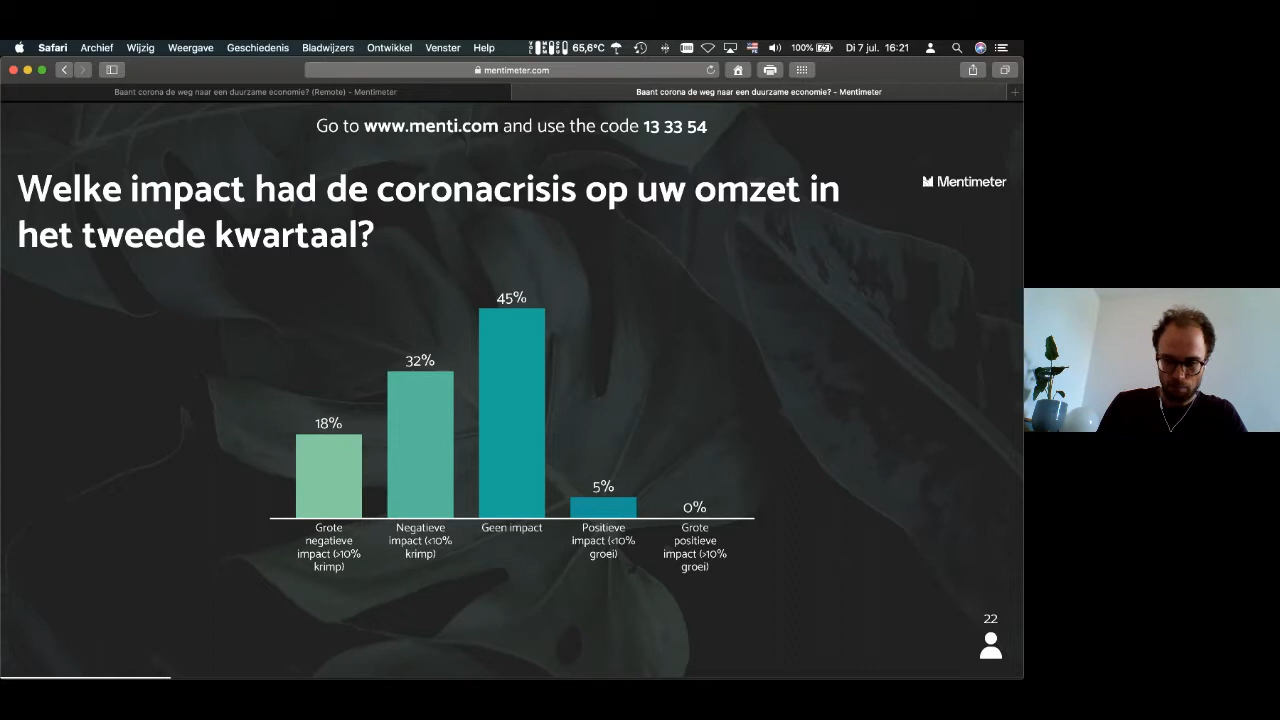 Safari Archief Wijzig Weergave Geschiedenis Bladwijzers Ontwikkel Venster Help 65,6°C 100% Di 7 jul. 16:21
mentimeter.com
Baant corona de weg naar een duurzame economie? (Remote) - Mentimeter
Baant corona de weg naar een duurzame economie? - Mentimeter
Go to www.menti.com and use the code 13 33 54
Mentimeter
Welke impact had de coronacrisis op uw omzet in
het tweede kwartaal?
18%
32%
45%
5%
0%
Grote
negatieve
impact (>10%
krimp)
Negatieve
impact (<10%
krimp)
Geen impact
Positieve
impact (<10%
groei)
Grote
positieve
impact (>10%
groei)
22